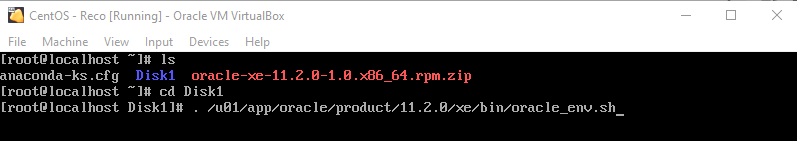 CentOS - Reco [Running] - Oracle VM VirtualBox
File Machine View Input Devices Help
[root@localhost ~]# ls
anaconda-ks.cfg Disk1 oracle-xe-11.2.0-1.0.x86_64.rpm.zip
[root@localhost ~]# cd Disk1
[root@localhost Disk1]# . /u01/app/oracle/product/11.2.0/xe/bin/oracle_env.sh_